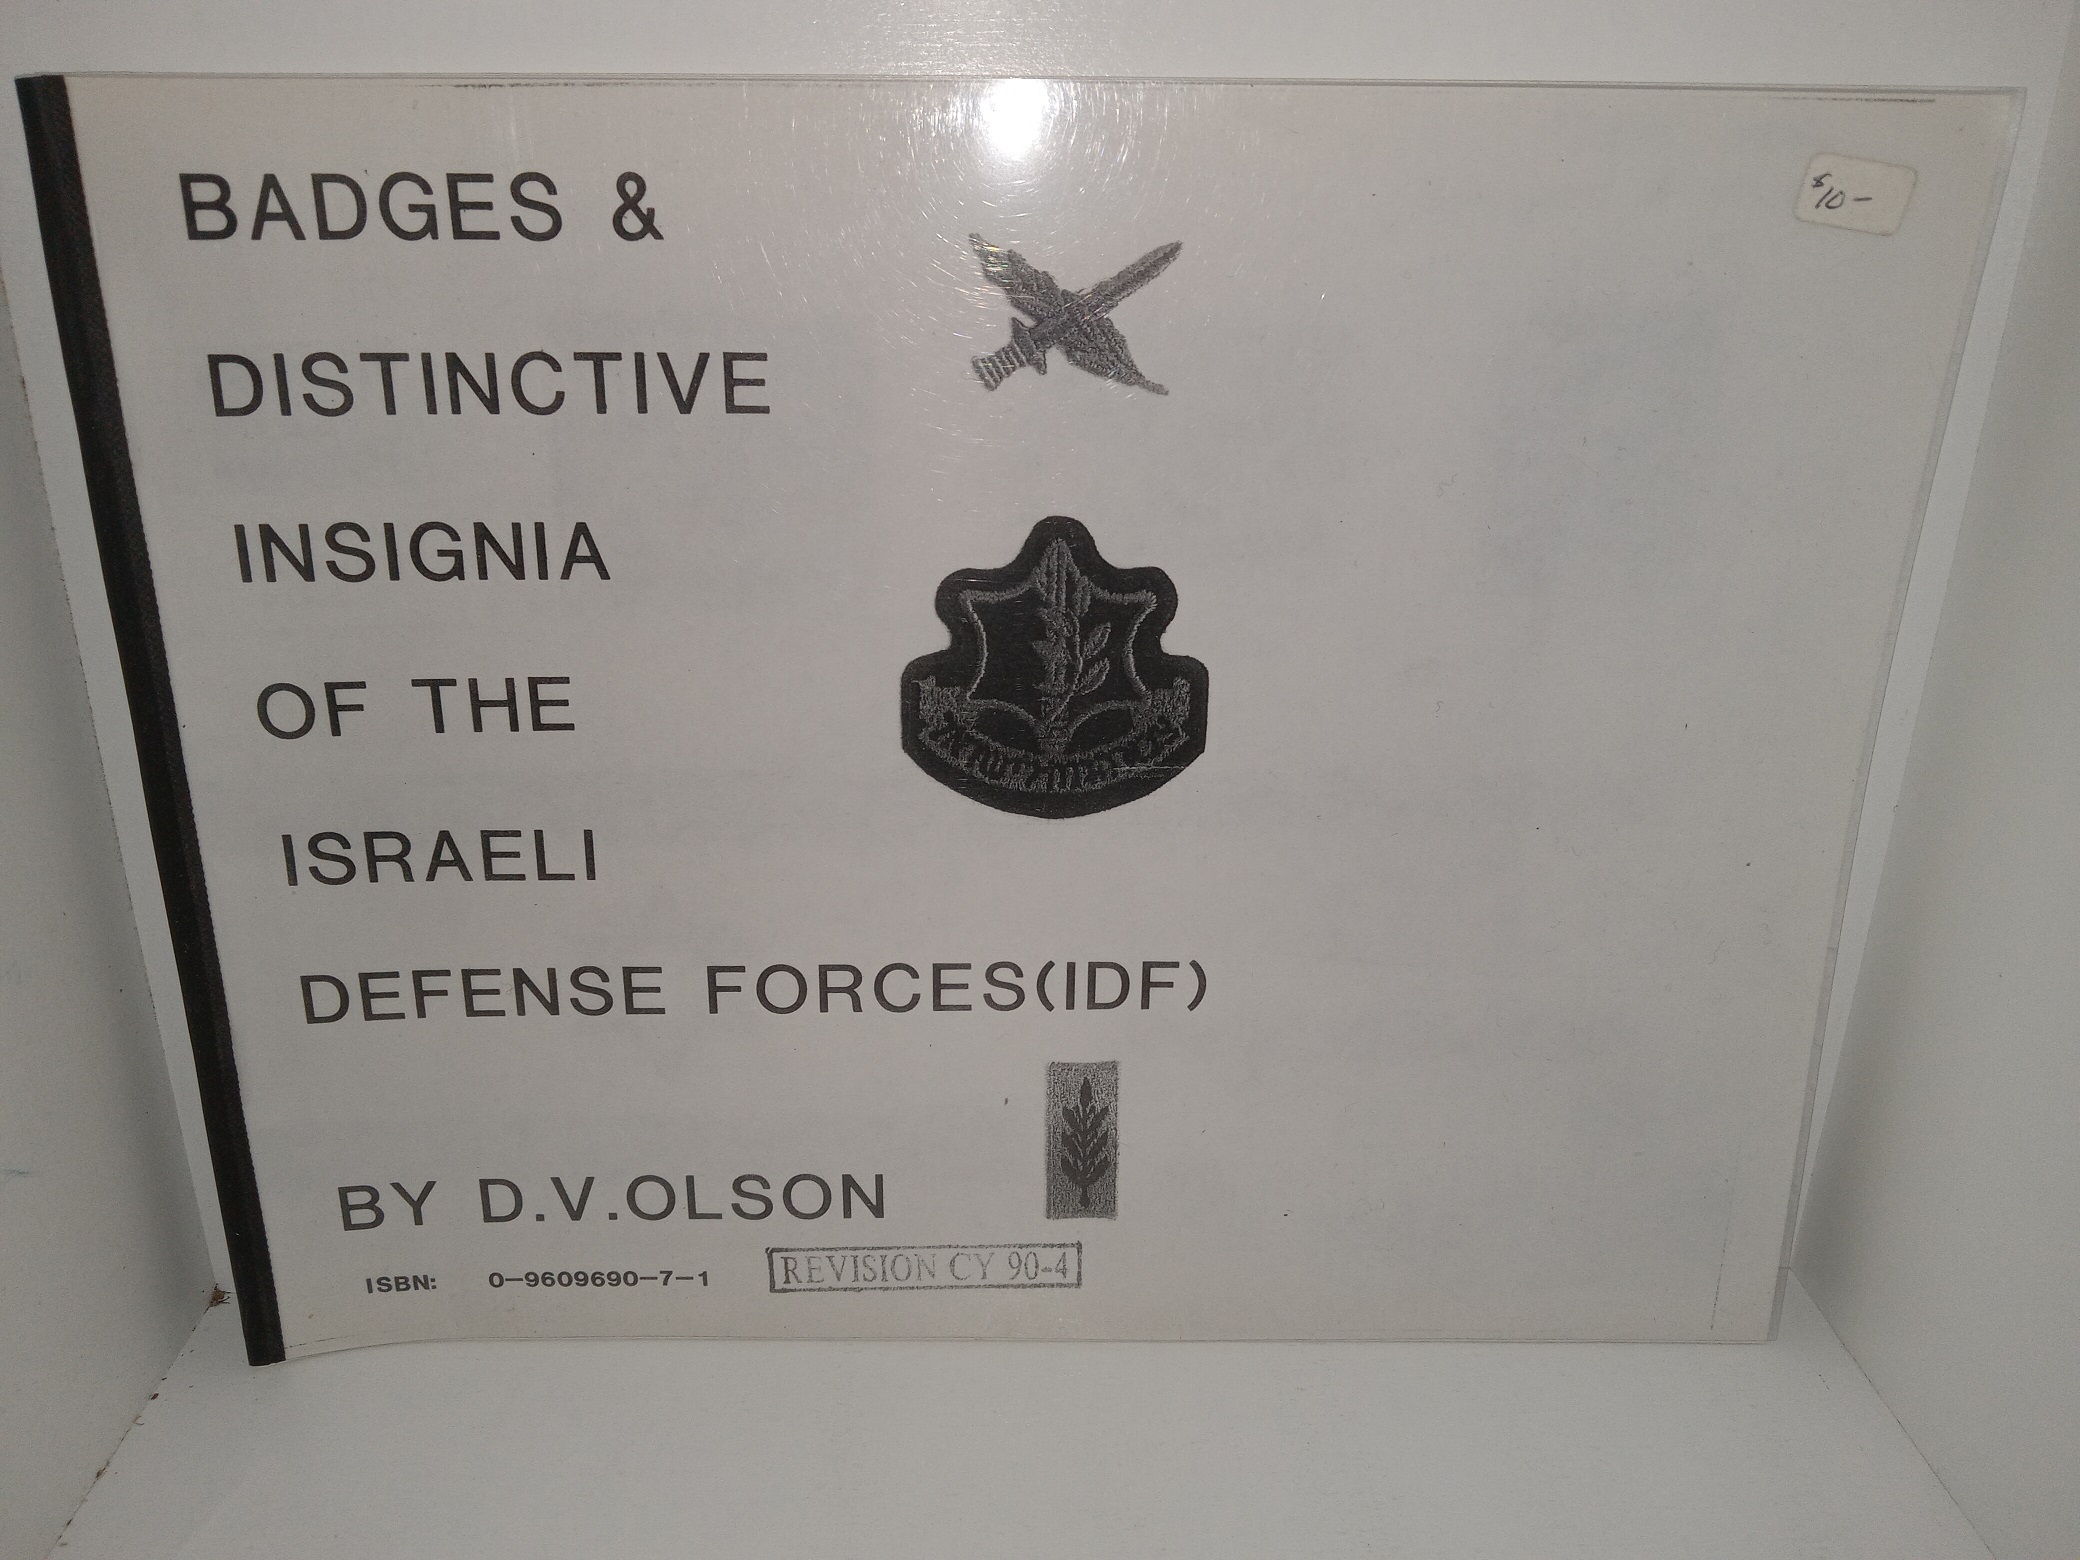 BADGES &
DISTINCTIVE
INSIGNIA
OF THE
ISRAELI
DEFENSE FORCES(IDF)
BY D.V.OLSON
ISBN: 0-9609690-7-1
REVISION CY 90-4
$10-